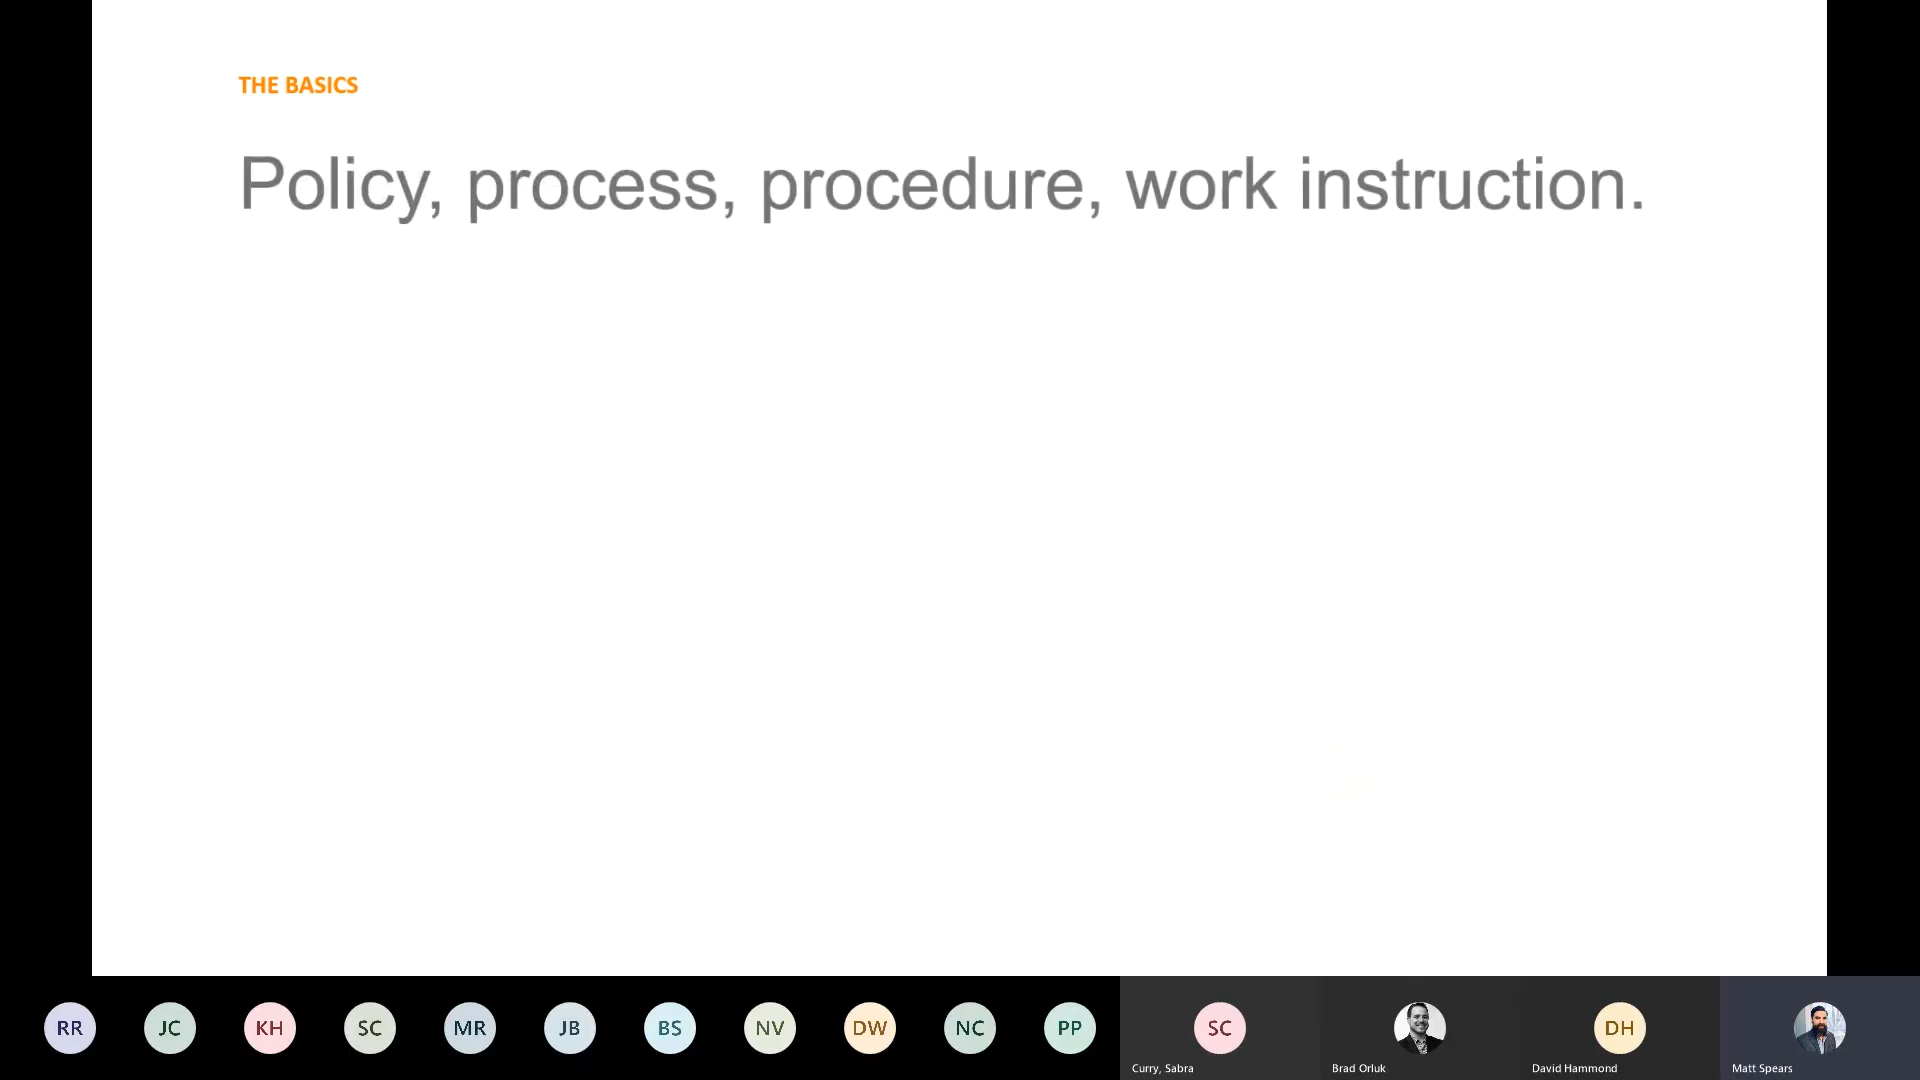 THE BASICS
Policy, process, procedure, work instruction.
RR JC KH SC MR JB BS NV DW NC PP SC DH
Curry, Sabra Brad Orluk David Hammond Matt Spears